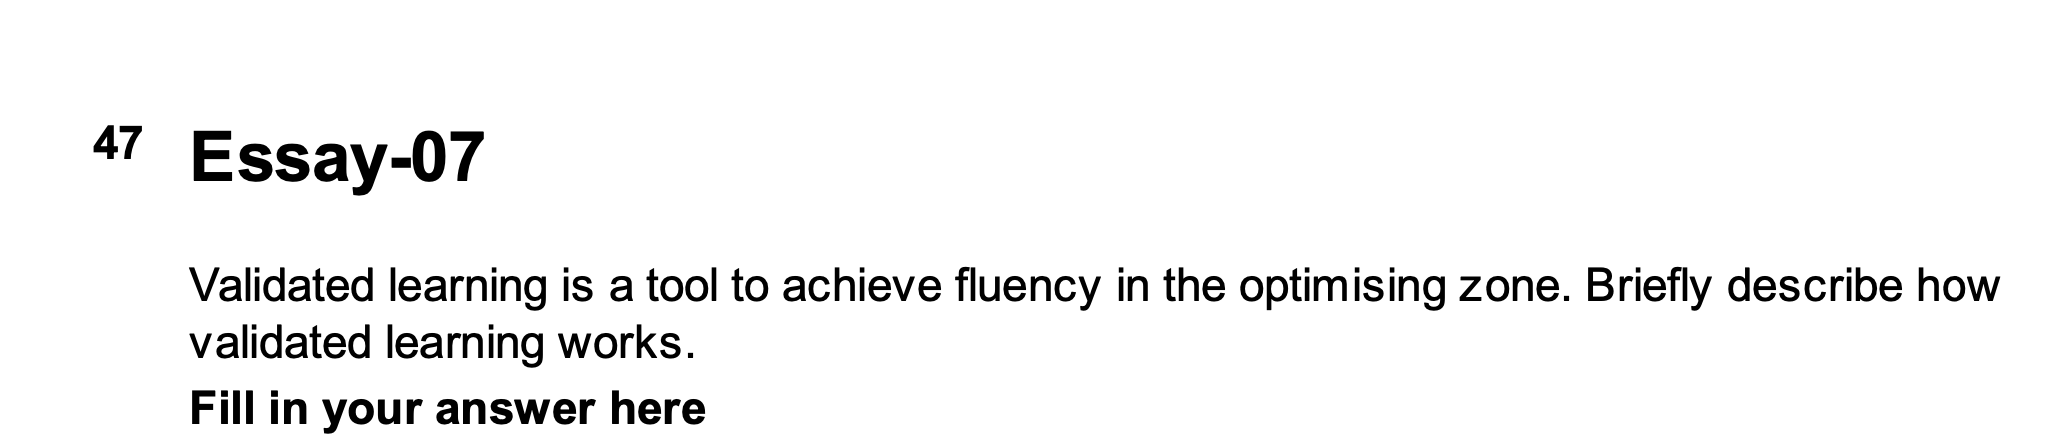 47 Essay-07
Validated learning is a tool to achieve fluency in the optimising zone. Briefly describe how
validated learning works.
Fill in your answer here